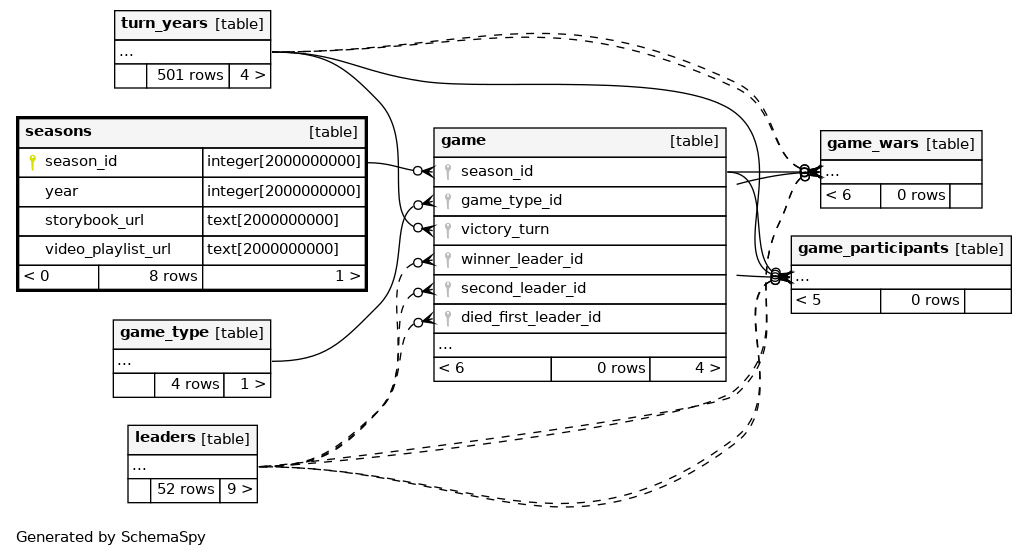 turn_years [table]
...
501 rows 4 >
seasons [table]
season_id integer[2000000000]
year integer[2000000000]
storybook_url text[2000000000]
video_playlist_url text[2000000000]
< 0 8 rows 1 >
game_type [table]
...
4 rows 1 >
leaders [table]
...
52 rows 9 >
game [table]
season_id
game_type_id
victory_turn
winner_leader_id
second_leader_id
died_first_leader_id
...
< 6 0 rows 4 >
game_wars [table]
...
< 6 0 rows
game_participants [table]
...
< 5 0 rows
Generated by SchemaSpy